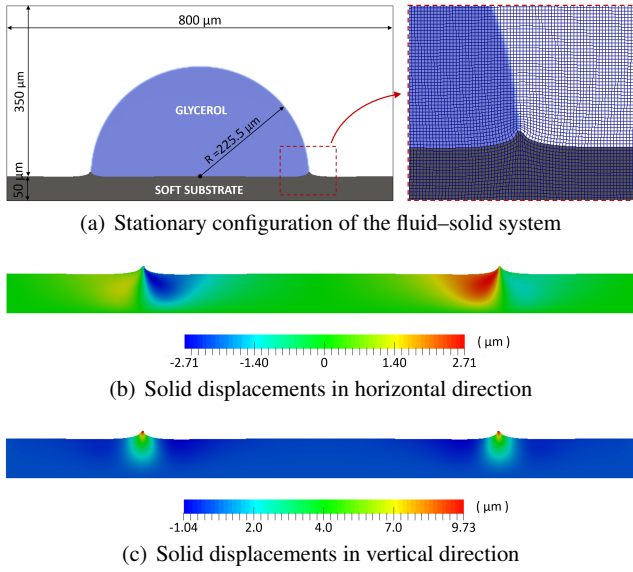 800 μm
350 μm
GLYCEROL
R =225.5 μm
50 μm
SOFT SUBSTRATE
(a) Stationary configuration of the fluid–solid system
( μm )
-2.71 -1.40 0 1.40 2.71
(b) Solid displacements in horizontal direction
( μm )
-1.04 2.0 4.0 7.0 9.73
(c) Solid displacements in vertical direction